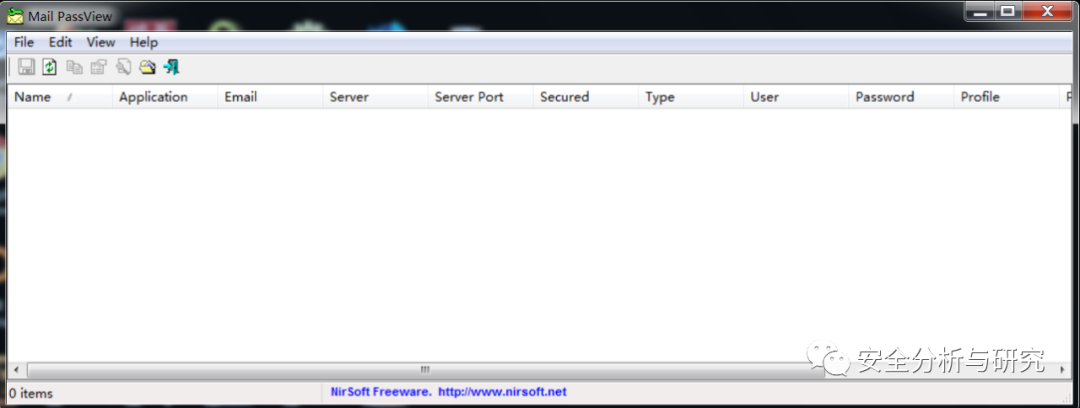 Mail PassView
File Edit View Help
Name / Application Email Server Server Port Secured Type User Password Profile
安全分析与研究
0 items NirSoft Freeware. http://www.nirsoft.net